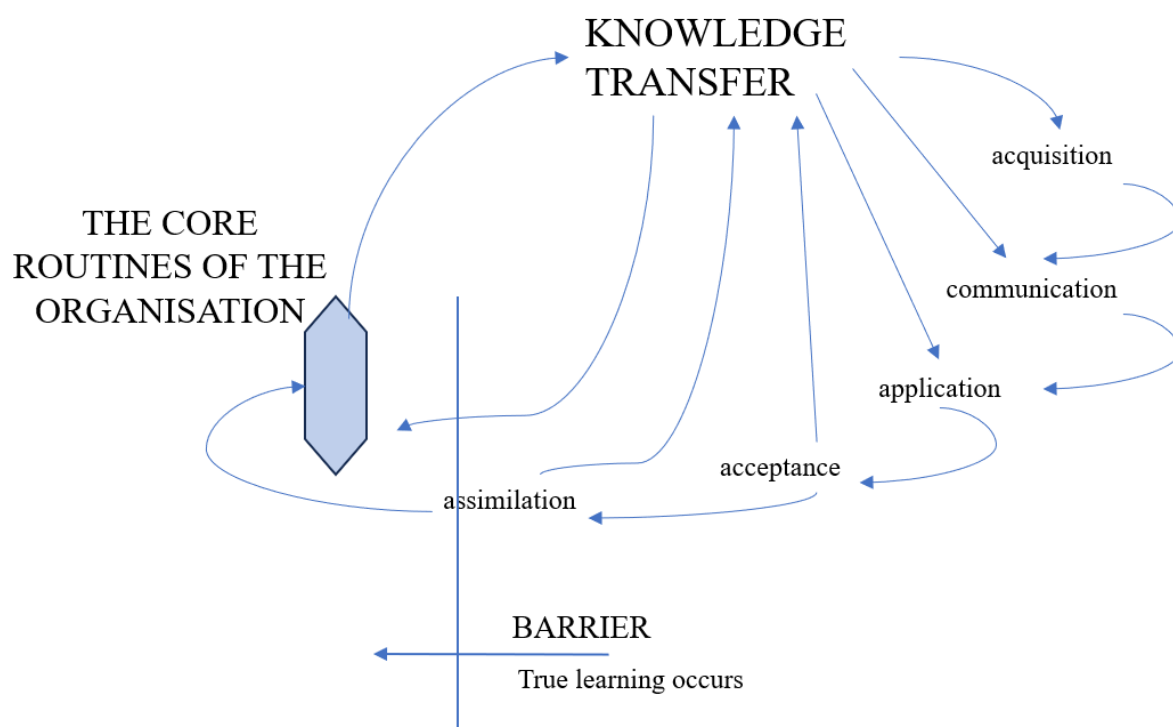 KNOWLEDGE
TRANSFER
acquisition
THE CORE
ROUTINES OF THE
ORGANISATION
communication
application
acceptance
assimilation
BARRIER
True learning occurs